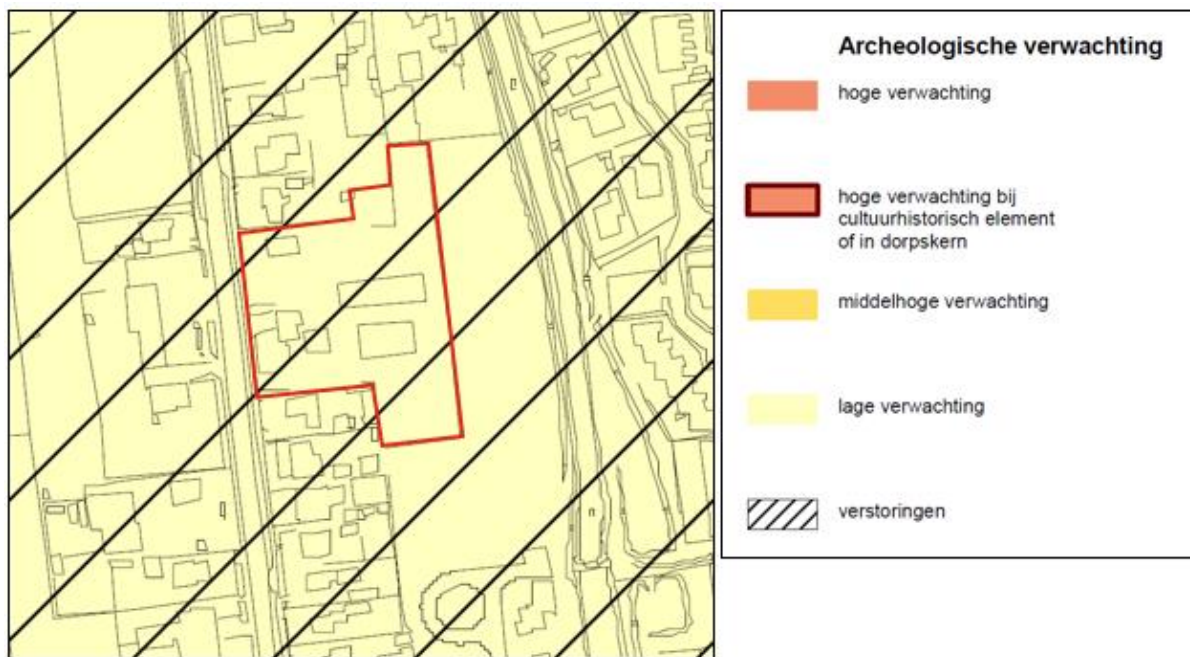 Archeologische verwachting
hoge verwachting
hoge verwachting bij
cultuurhistorisch element
of in dorpskern
middelhoge verwachting
lage verwachting
verstoringen